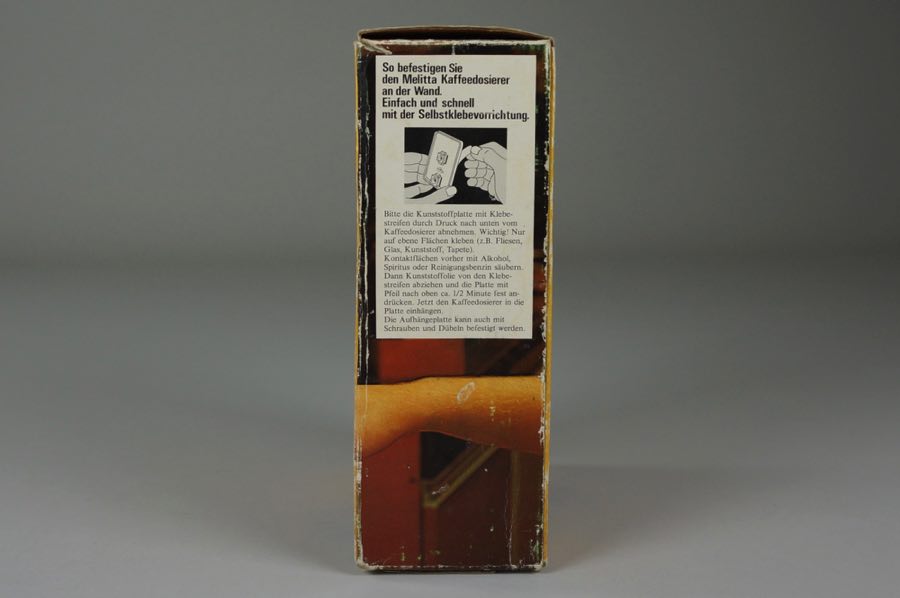 So befestigen Sie
den Melitta Kaffeedosierer
an der Wand.
Einfach und schnell
mit der Selbstklebevorrichtung.
Bitte die Kunststoffplatte mit Klebe-
streifen durch Druck nach unten vom
Kaffeedosierer abnehmen. Wichtig! Nur
auf ebene Flächen kleben (z.B. Fliesen,
Glas, Kunststoff, Tapete).
Kontaktflächen vorher mit Alkohol,
Spiritus oder Reinigungsbenzin säubern.
Dann Kunststoffolie von den Klebe-
streifen abziehen und die Platte mit
Pfeil nach oben ca. 1/2 Minute fest an-
drücken. Jetzt den Kaffeedosierer in die
Platte einhängen.
Die Aufhängeplatte kann auch mit
Schrauben und Dübeln befestigt werden.